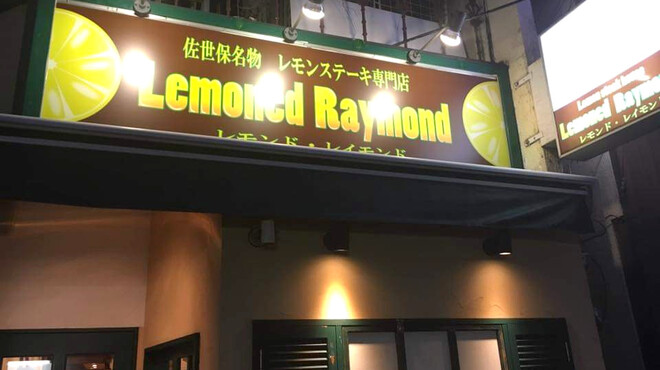 佐世保名物 レモンステーキ専門店
Lemoned Raymond
レモンド・レイモンド
Lemoned Raym
レモンド・レイモン